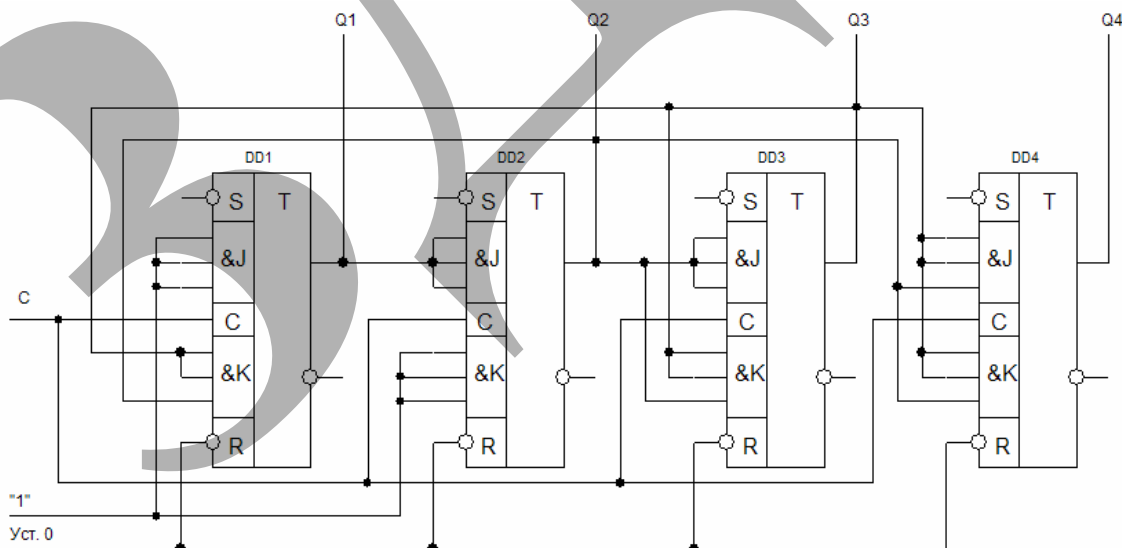 Q1 Q2 Q3 Q4
DD1 DD2 DD3 DD4
S T S T S T S T
&J &J &J &J
C
C C C C
&K &K &K &K
R R R R
"1"
Уст. 0